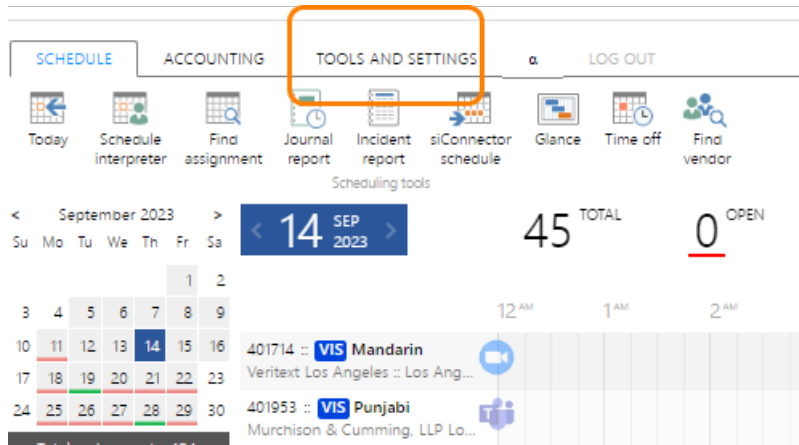 SCHEDULE ACCOUNTING TOOLS AND SETTINGS α LOG OUT
Today Schedule interpreter Find assignment Journal report Incident report siConnector schedule Glance Time off Find vendor
Scheduling tools
< September 2023 >
Su Mo Tu We Th Fr Sa
1 2
3 4 5 6 7 8 9
10 11 12 13 14 15 16
17 18 19 20 21 22 23
24 25 26 27 28 29 30
< 14 SEP 2023 >
45 TOTAL
0 OPEN
12 AM 1 AM 2 AM
401714 :: VIS Mandarin
Veritext Los Angeles :: Los Ang...
401953 :: VIS Punjabi
Murchison & Cumming, LLP Lo...